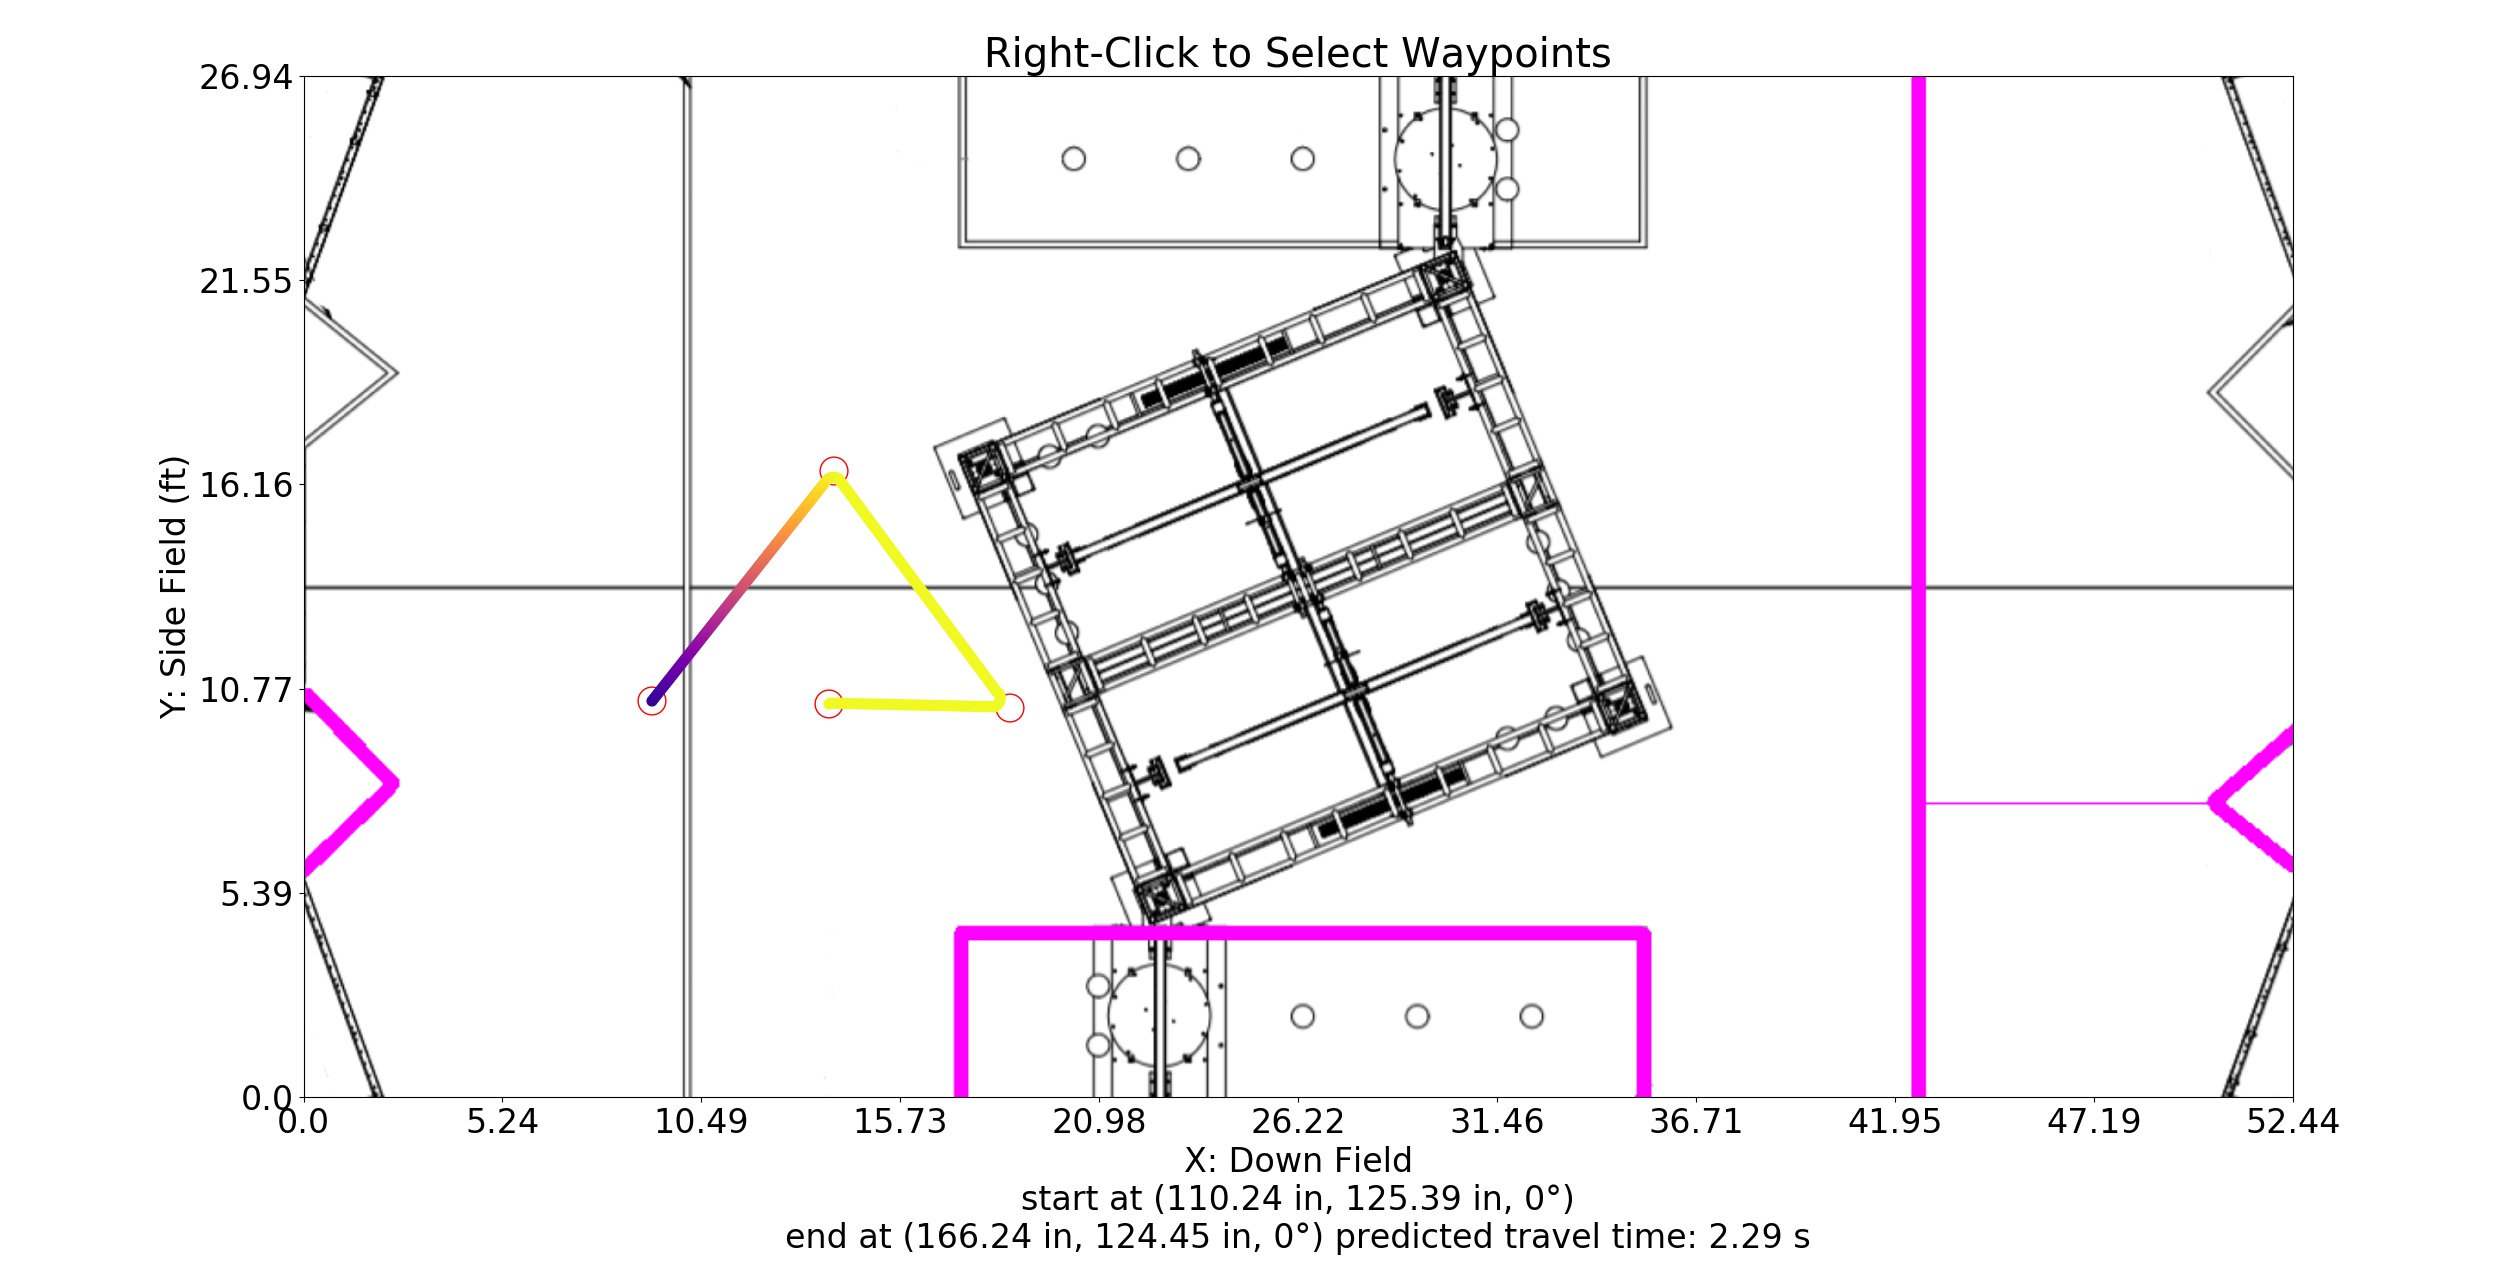 Right-Click to Select Waypoints
26.94
21.55
16.16
10.77
5.39
0.0
Y: Side Field (ft)
0.0 5.24 10.49 15.73 20.98 26.22 31.46 36.71 41.95 47.19 52.44
X: Down Field
start at (110.24 in, 125.39 in, 0°)
end at (166.24 in, 124.45 in, 0°) predicted travel time: 2.29 s